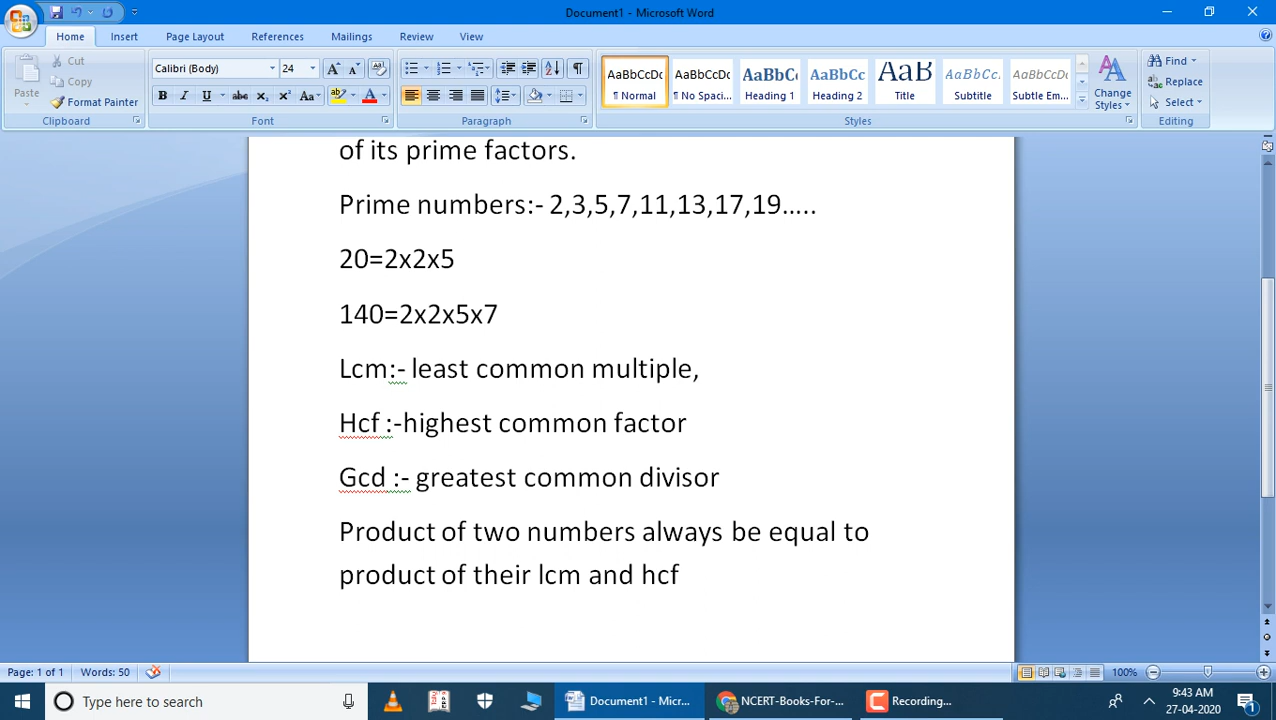 Document1 - Microsoft Word
Home Insert Page Layout References Mailings Review View
Paste
Cut
Copy
Format Painter
Clipboard
Calibri (Body) 24
Font
Paragraph
AaBbCcDc AaBbCcDc AaBbCc AaBbCc AaB AaBbCc. AaBbCcDc
¶ Normal ¶ No Spaci... Heading 1 Heading 2 Title Subtitle Subtle Em...
Change Styles
Styles
Find
Replace
Select
Editing
of its prime factors.
Prime numbers:- 2,3,5,7,11,13,17,19.....
20=2x2x5
140=2x2x5x7
Lcm:- least common multiple,
Hcf :-highest common factor
Gcd :- greatest common divisor
Product of two numbers always be equal to
product of their lcm and hcf
Page: 1 of 1 Words: 50 100%
Type here to search
Document1 - Micr...
NCERT-Books-For-...
Recording...
9:43 AM
27-04-2020